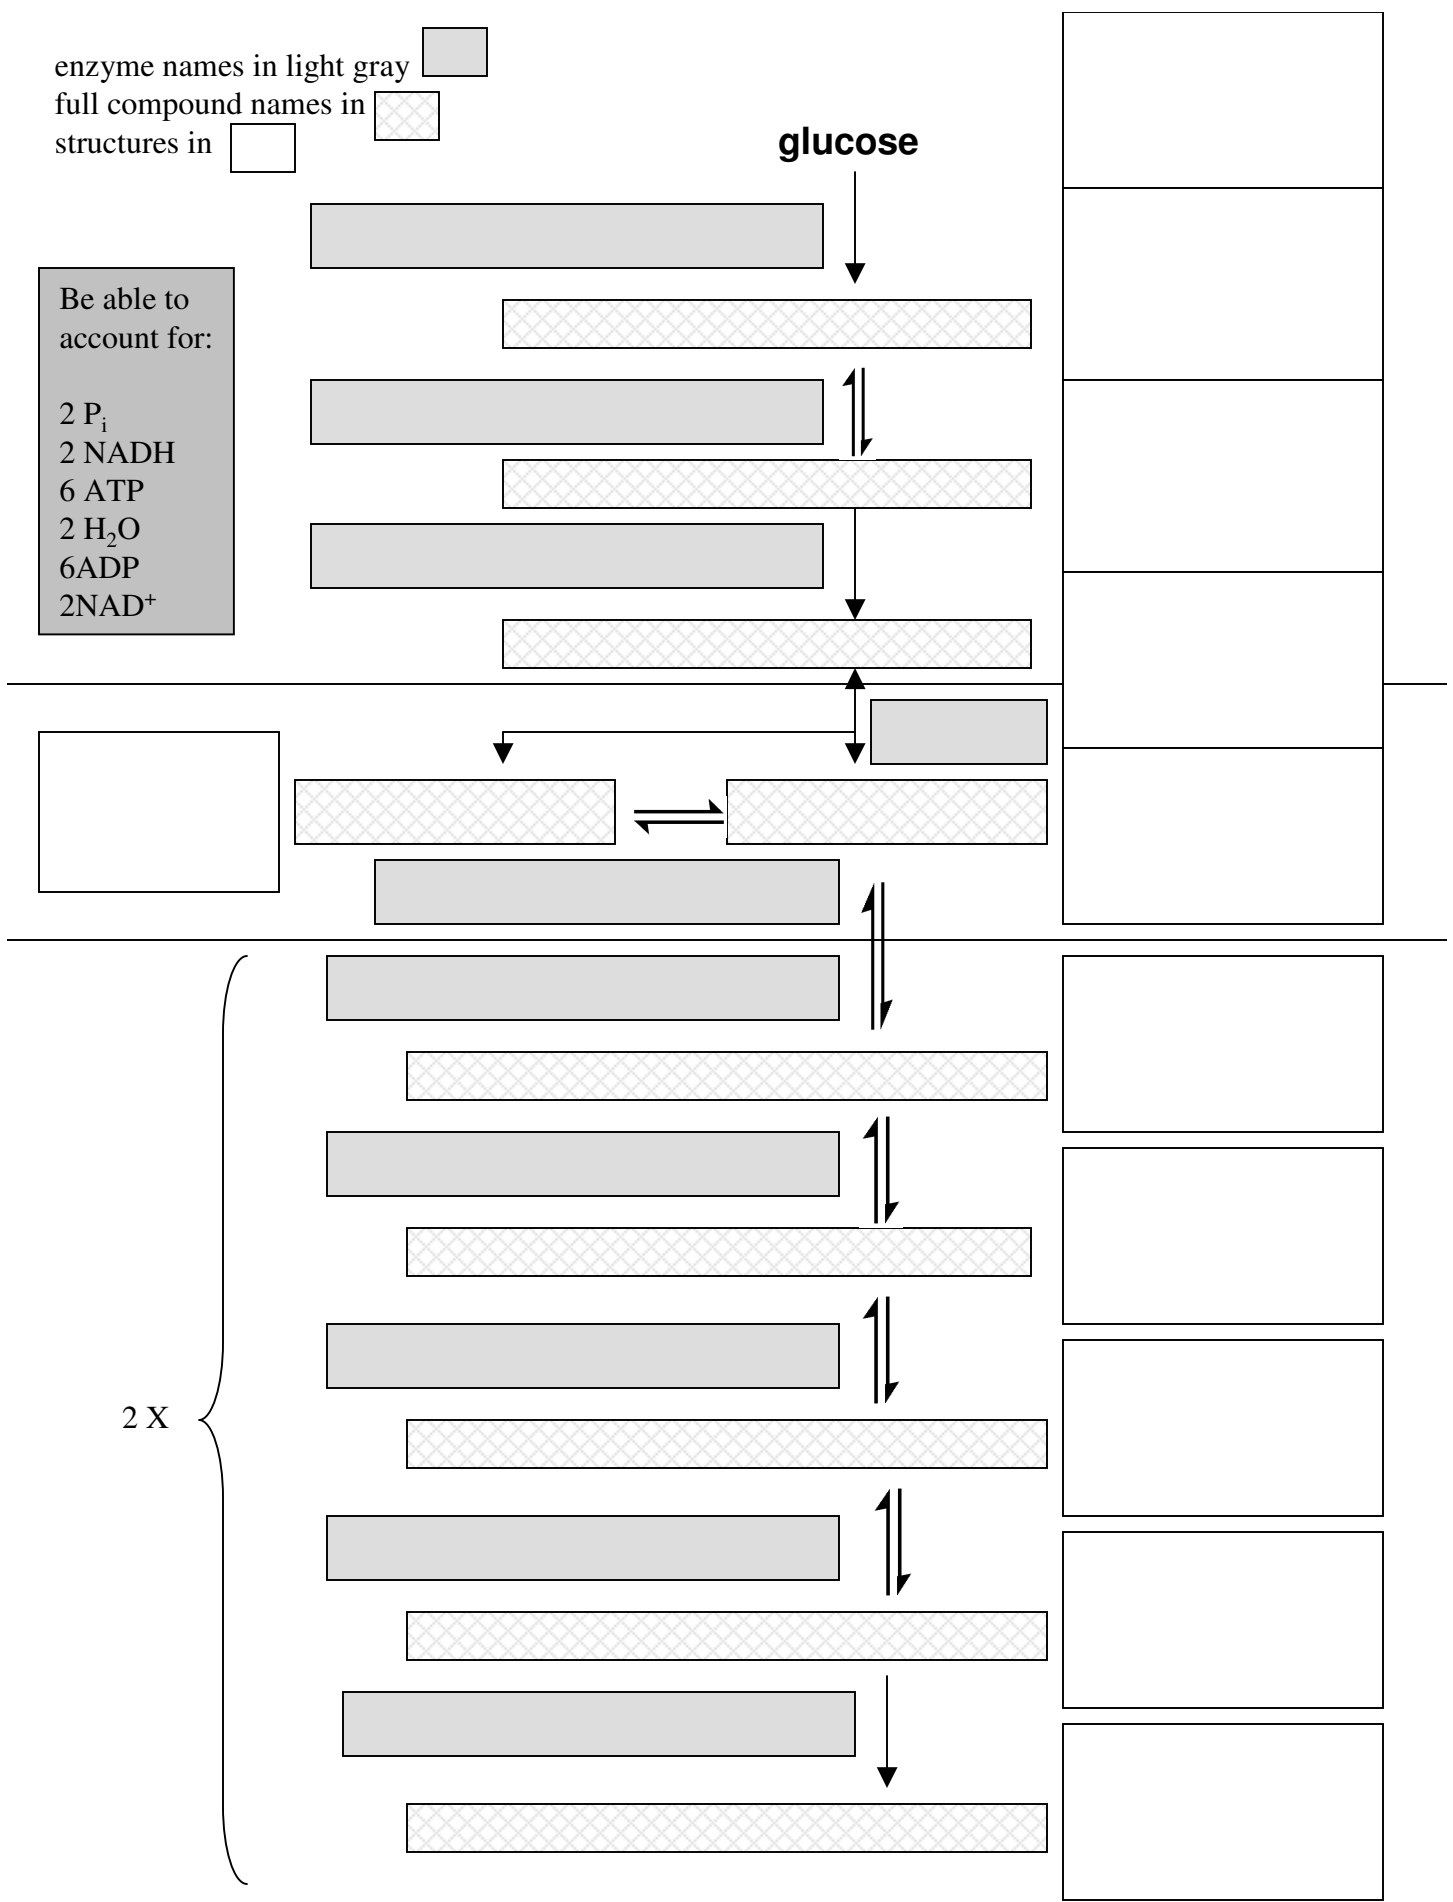 enzyme names in light gray
full compound names in
structures in
glucose
Be able to
account for:
2 Pᵢ
2 NADH
6 ATP
2 H₂O
6ADP
2NAD⁺
2 X